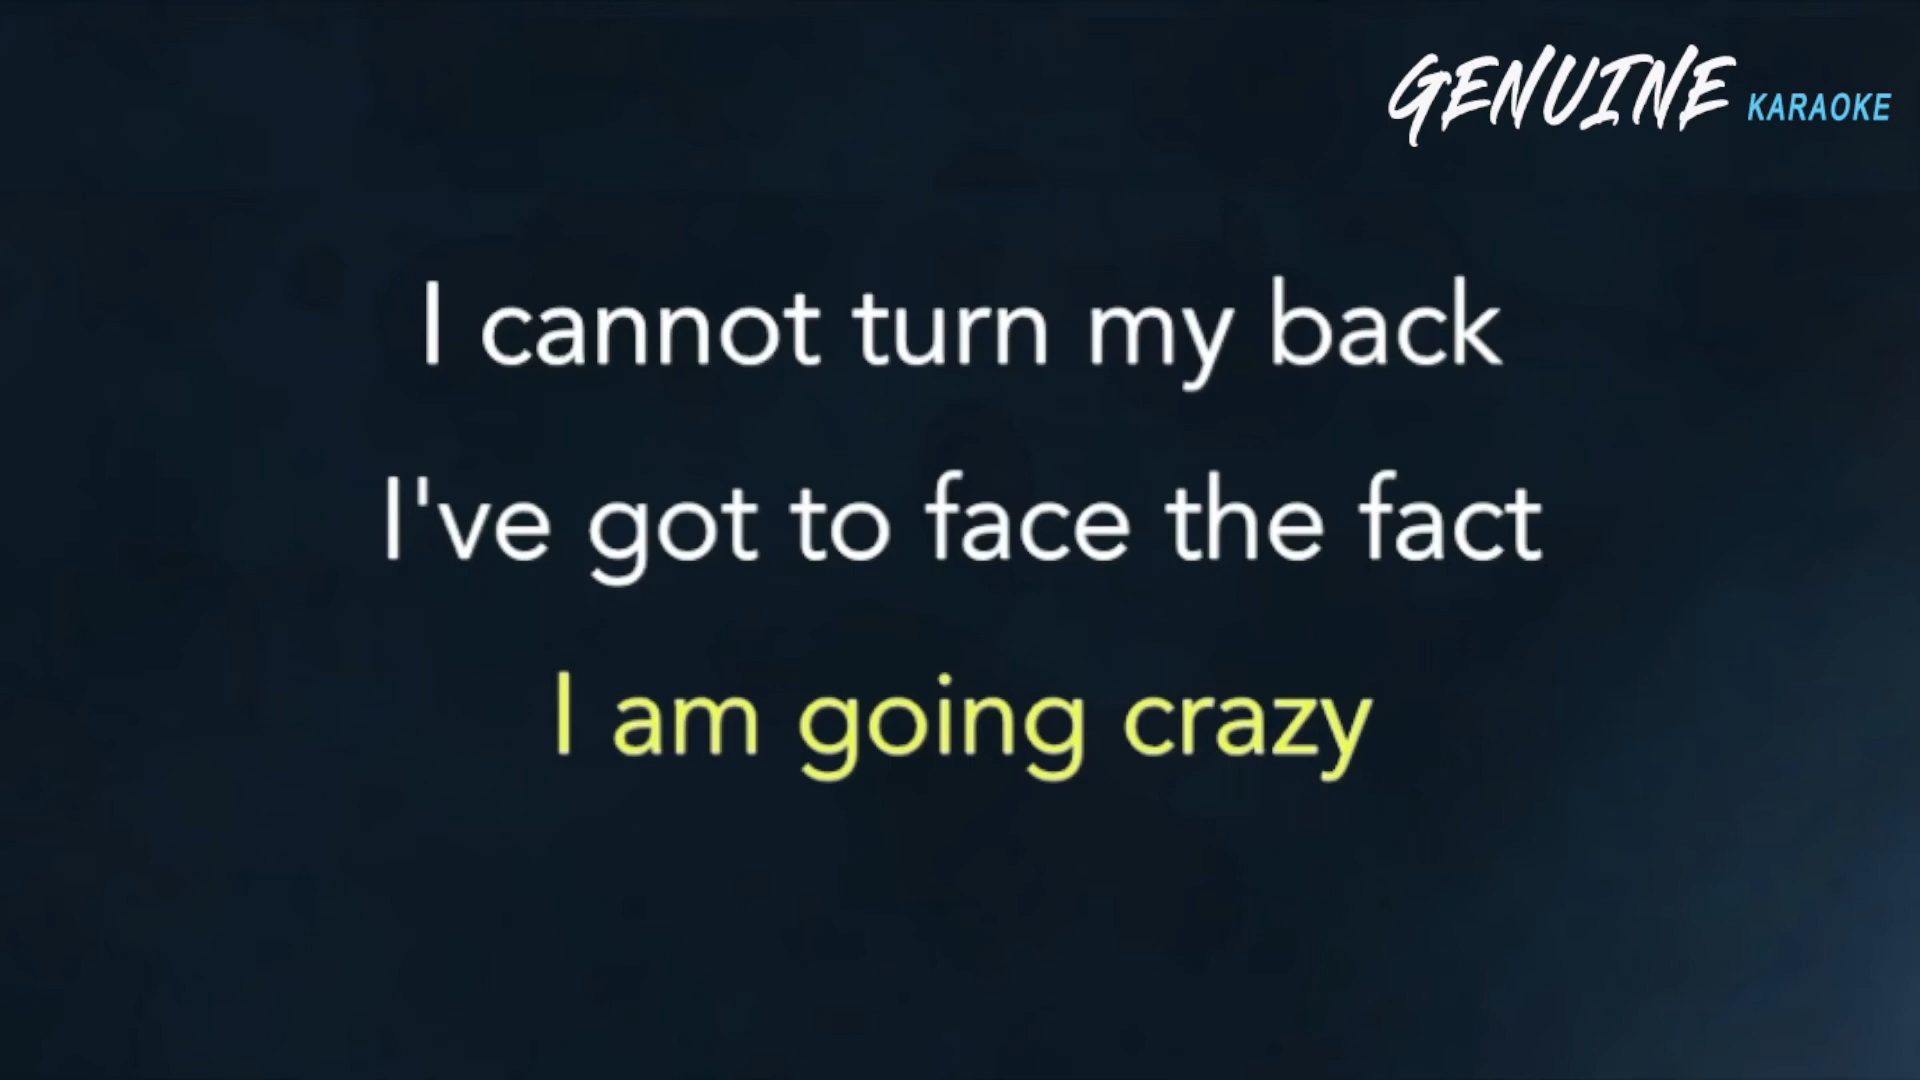 GENUINE KARAOKE
I cannot turn my back
I've got to face the fact
I am going crazy